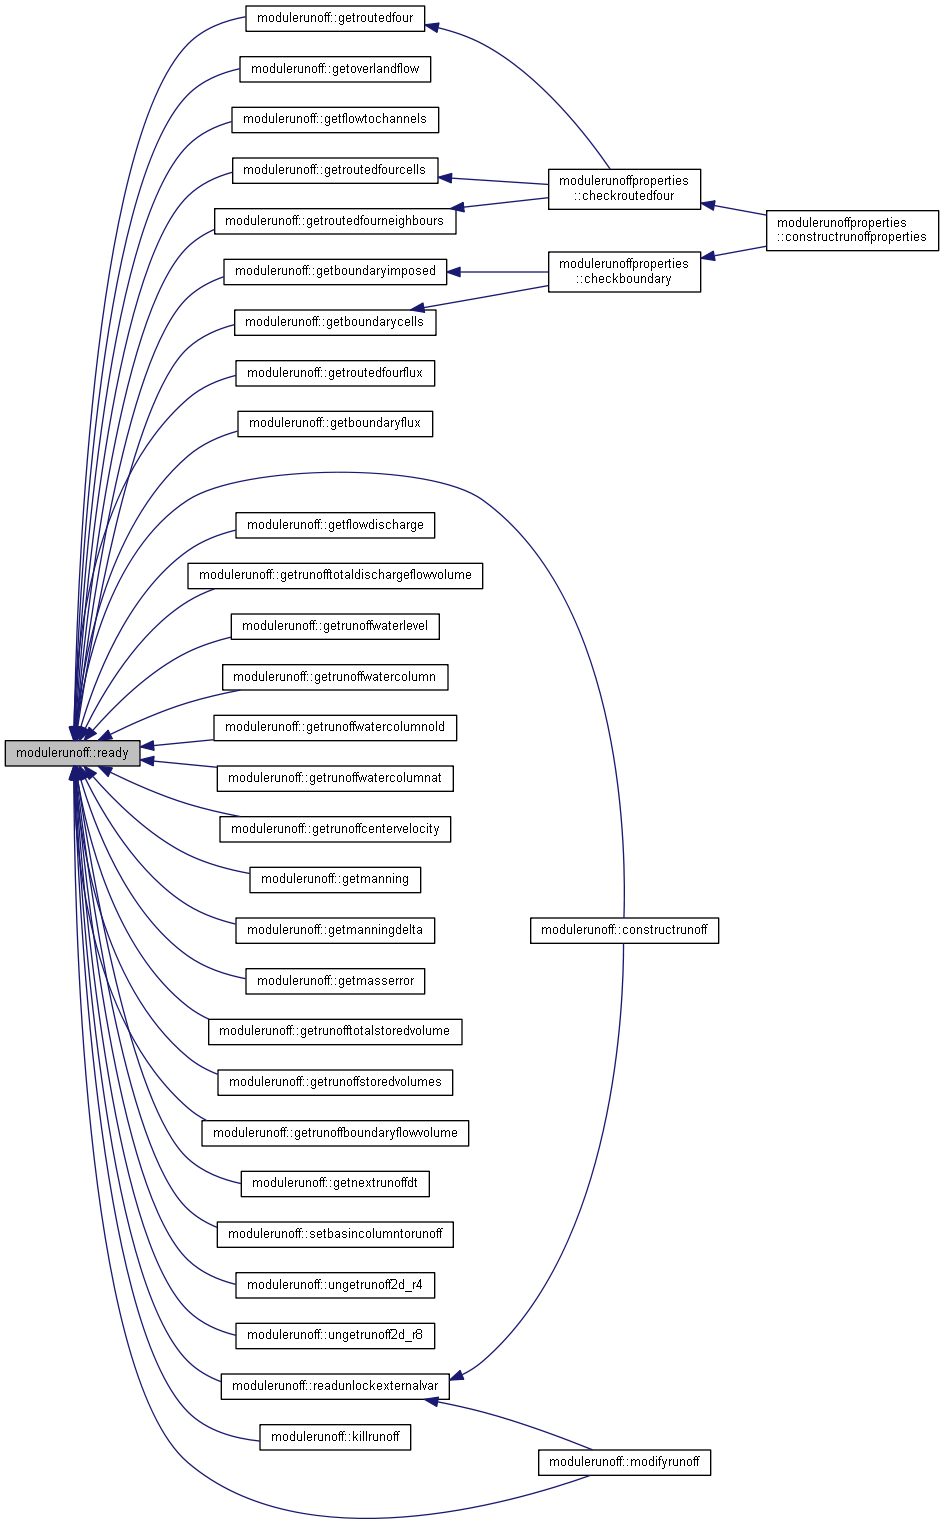 modulerunoff::getroutedfour
modulerunoff::getoverlandflow
modulerunoff::getflowtochannels
modulerunoff::getroutedfourcells
modulerunoffproperties
::checkroutedfour
modulerunoff::getroutedfourneighbours
modulerunoffproperties
::constructrunoffproperties
modulerunoff::getboundaryimposed
modulerunoffproperties
::checkboundary
modulerunoff::getboundarycells
modulerunoff::getroutedfourflux
modulerunoff::getboundaryflux
modulerunoff::getflowdischarge
modulerunoff::getrunofftotaldischargeflowvolume
modulerunoff::getrunoffwaterlevel
modulerunoff::getrunoffwatercolumn
modulerunoff::getrunoffwatercolumnold
modulerunoff::ready
modulerunoff::getrunoffwatercolumnat
modulerunoff::getrunoffcentervelocity
modulerunoff::getmanning
modulerunoff::getmanningdelta
modulerunoff::constructrunoff
modulerunoff::getmasserror
modulerunoff::getrunofftotalstoredvolume
modulerunoff::getrunoffstoredvolumes
modulerunoff::getrunoffboundaryflowvolume
modulerunoff::getnextrunoffdt
modulerunoff::setbasincolumntorunoff
modulerunoff::ungetrunoff2d_r4
modulerunoff::ungetrunoff2d_r8
modulerunoff::readunlockexternalvar
modulerunoff::killrunoff
modulerunoff::modifyrunoff